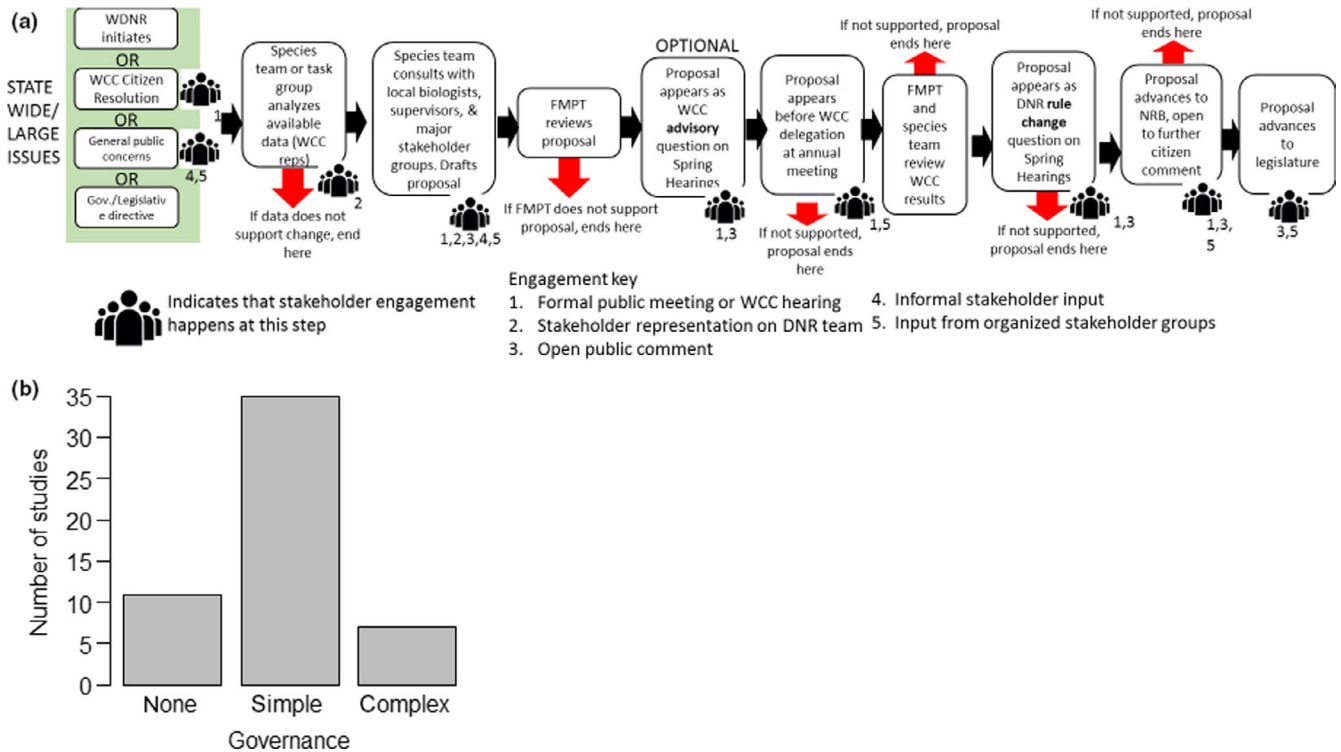 (a)
STATE
WIDE/
LARGE
ISSUES
WDNR
initiates
OR
WCC Citizen
Resolution
1
OR
General public
concerns
4,5
OR
Gov./Legislativ
e directive
Species
team or task
group
analyzes
available
data (WCC
reps)
2
If data does not
support change, end
here
Species team
consults with
local biologists,
supervisors, &
major
stakeholder
groups. Drafts
proposal
1,2,3,4,5
FMPT
reviews
proposal
If FMPT does not support
proposal, ends here
OPTIONAL
Proposal
appears as
WCC
advisory
question on
Spring
Hearings
1,3
Proposal
appears
before WCC
delegation
at annual
meeting
1,5
If not supported,
proposal ends
here
If not supported, proposal
ends here
FMPT
and
species
team
review
WCC
results
Proposal
appears as
DNR rule
change
question on
Spring
Hearings
1,3
If not supported,
proposal ends here
If not supported, proposal
ends here
Proposal
advances to
NRB, open
to further
citizen
comment
1,3,
5
Proposal
advances
to
legislature
3,5
Indicates that stakeholder engagement
happens at this step
Engagement key
1. Formal public meeting or WCC hearing
2. Stakeholder representation on DNR team
3. Open public comment
4. Informal stakeholder input
5. Input from organized stakeholder groups
(b)
Number of studies
35
30
25
20
15
10
5
0
None
Simple
Complex
Governance